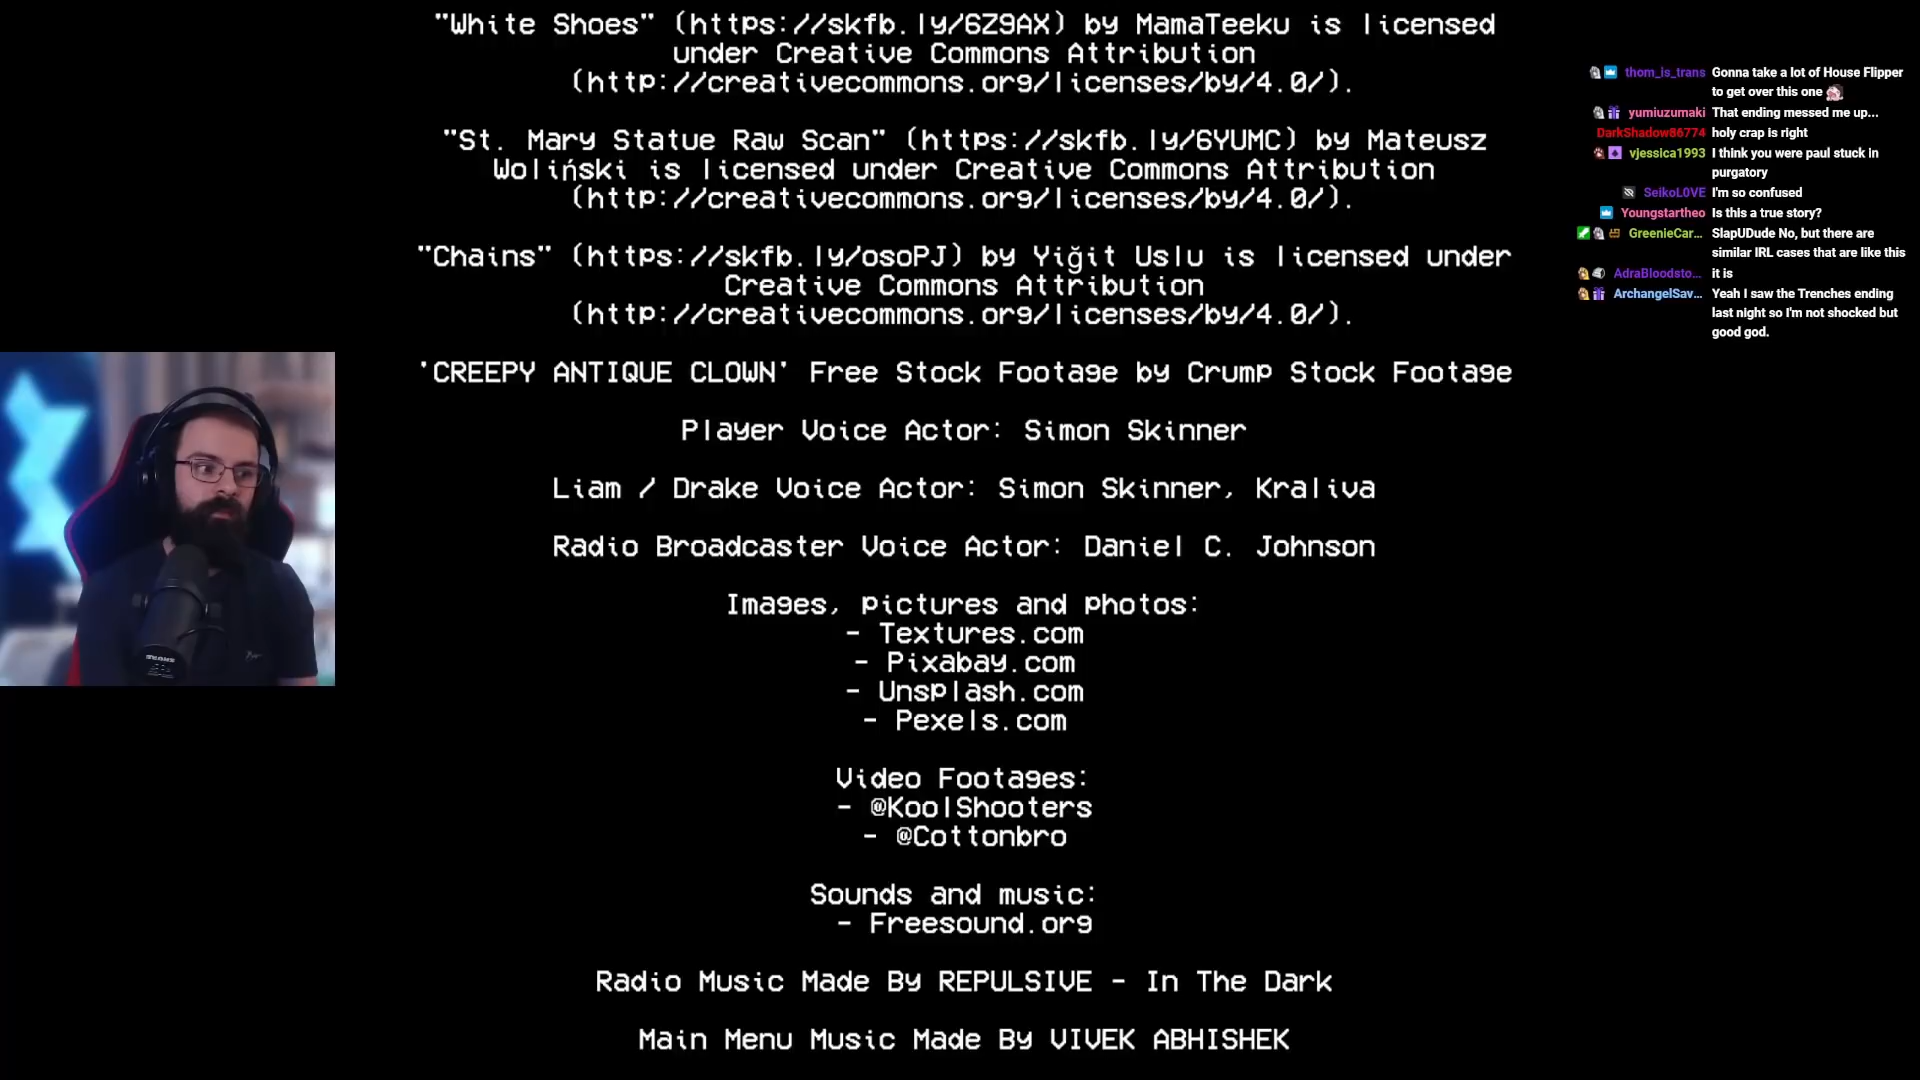 "White Shoes" (https://skfb.ly/6Z9AX) by MamaTeeku is licensed
under Creative Commons Attribution
(http://creativecommons.org/licenses/by/4.0/).
"St. Mary Statue Raw Scan" (https://skfb.ly/6YUMC) by Mateusz
Woliński is licensed under Creative Commons Attribution
(http://creativecommons.org/licenses/by/4.0/).
"Chains" (https://skfb.ly/osoPJ) by Yiğit Uslu is licensed under
Creative Commons Attribution
(http://creativecommons.org/licenses/by/4.0/).
'CREEPY ANTIQUE CLOWN' Free Stock Footage by Crump Stock Footage
Player Voice Actor: Simon Skinner
Liam / Drake Voice Actor: Simon Skinner, Kraliva
Radio Broadcaster Voice Actor: Daniel C. Johnson
Images, pictures and photos:
- Textures.com
- Pixabay.com
- Unsplash.com
- Pexels.com
Video Footages:
- @KoolShooters
- @Cottonbro
Sounds and music:
- Freesound.org
Radio Music Made By REPULSIVE - In The Dark
Main Menu Music Made By VIVEK ABHISHEK
thom_is_trans Gonna take a lot of House Flipper
to get over this one
yumiuzumaki That ending messed me up...
DarkShadow86774 holy crap is right
vjessica1993 I think you were paul stuck in
purgatory
SeikoL0VE I'm so confused
Youngstartheo Is this a true story?
GreenieCar... SlapUDude No, but there are
similar IRL cases that are like this
AdraBloodsto... it is
ArchangelSav... Yeah I saw the Trenches ending
last night so I'm not shocked but
good god.